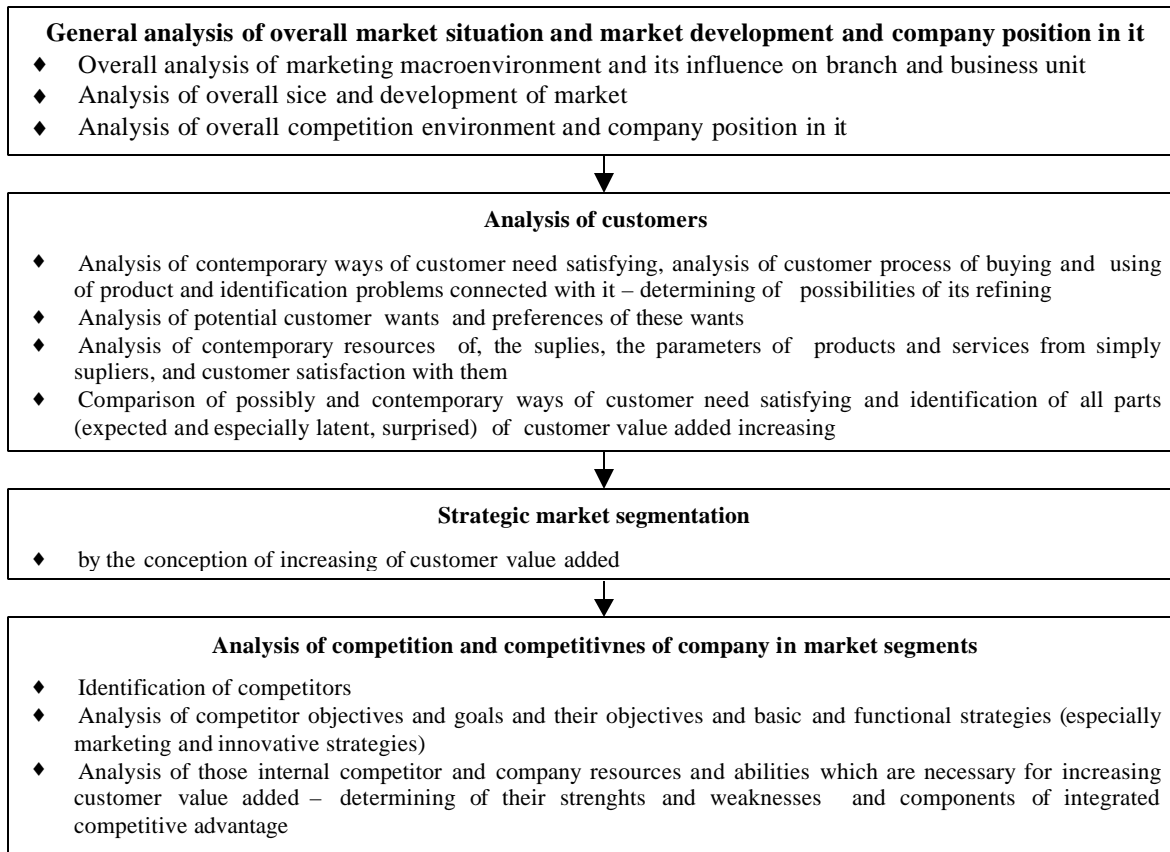 General analysis of overall market situation and market development and company position in it
♦ Overall analysis of marketing macroenvironment and its influence on branch and business unit
♦ Analysis of overall sice and development of market
♦ Analysis of overall competition environment and company position in it
Analysis of customers
♦ Analysis of contemporary ways of customer need satisfying, analysis of customer process of buying and using
of product and identification problems connected with it – determining of possibilities of its refining
♦ Analysis of potential customer wants and preferences of these wants
♦ Analysis of contemporary resources of, the suplies, the parameters of products and services from simply
supliers, and customer satisfaction with them
♦ Comparison of possibly and contemporary ways of customer need satisfying and identification of all parts
(expected and especially latent, surprised) of customer value added increasing
Strategic market segmentation
♦ by the conception of increasing of customer value added
Analysis of competition and competitivnes of company in market segments
♦ Identification of competitors
♦ Analysis of competitor objectives and goals and their objectives and basic and functional strategies (especially
marketing and innovative strategies)
♦ Analysis of those internal competitor and company resources and abilities which are necessary for increasing
customer value added – determining of their strenghts and weaknesses and components of integrated
competitive advantage